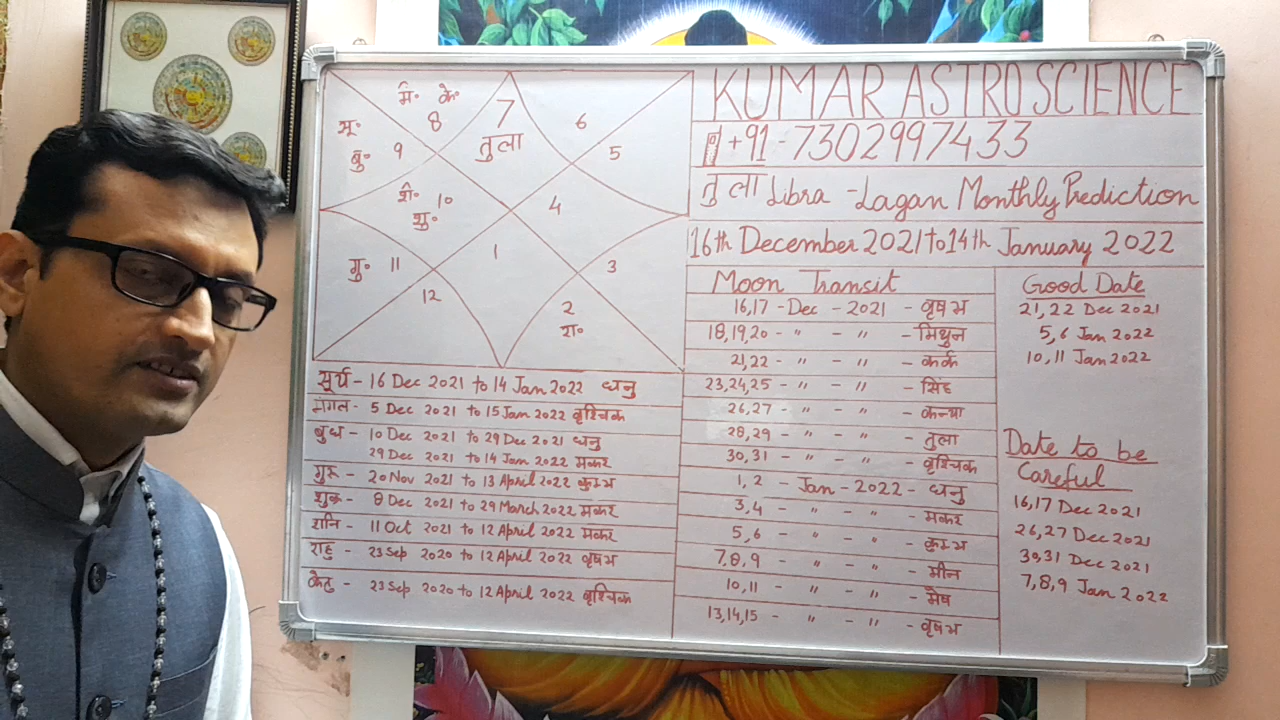 मं॰ के॰
8
7
तुला
6
सू॰
बु॰ 9
5
श॰ 10
शु॰
4
गु॰ 11
1
3
12
2
रा॰
सूर्य - 16 Dec 2021 to 14 Jan 2022 धनु
मंगल - 5 Dec 2021 to 15 Jan 2022 वृश्चिक
बुध - 10 Dec 2021 to 29 Dec 2021 धनु
29 Dec 2021 to 14 Jan 2022 मकर
गुरू - 20 Nov 2021 to 13 April 2022 कुम्भ
शुक्र - 8 Dec 2021 to 29 March 2022 मकर
शनि - 11 Oct 2021 to 12 April 2022 मकर
राहु - 23 Sep 2020 to 12 April 2022 वृषभ
केतु - 23 Sep 2020 to 12 April 2022 वृश्चिक
KUMAR ASTRO SCIENCE
+91-7302997433
तुला Libra - Lagan Monthly Prediction
16th December 2021 to 14th January 2022
Moon Transit
16,17 - Dec - 2021 - वृषभ
18,19,20 - " - " - मिथुन
21,22 - " - " - कर्क
23,24,25 - " - " - सिंह
26,27 - " - " - कन्या
28,29 - " - " - तुला
30,31 - " - " - वृश्चिक
1,2 - Jan - 2022 - धनु
3,4 - " - " - मकर
5,6 - " - " - कुम्भ
7,8,9 - " - " - मीन
10,11 - " - " - मेष
13,14,15 - " - " - वृषभ
Good Date
21,22 Dec 2021
5,6 Jan 2022
10,11 Jan 2022
Date to be
Careful
16,17 Dec 2021
26,27 Dec 2021
30,31 Dec 2021
7,8,9 Jan 2022